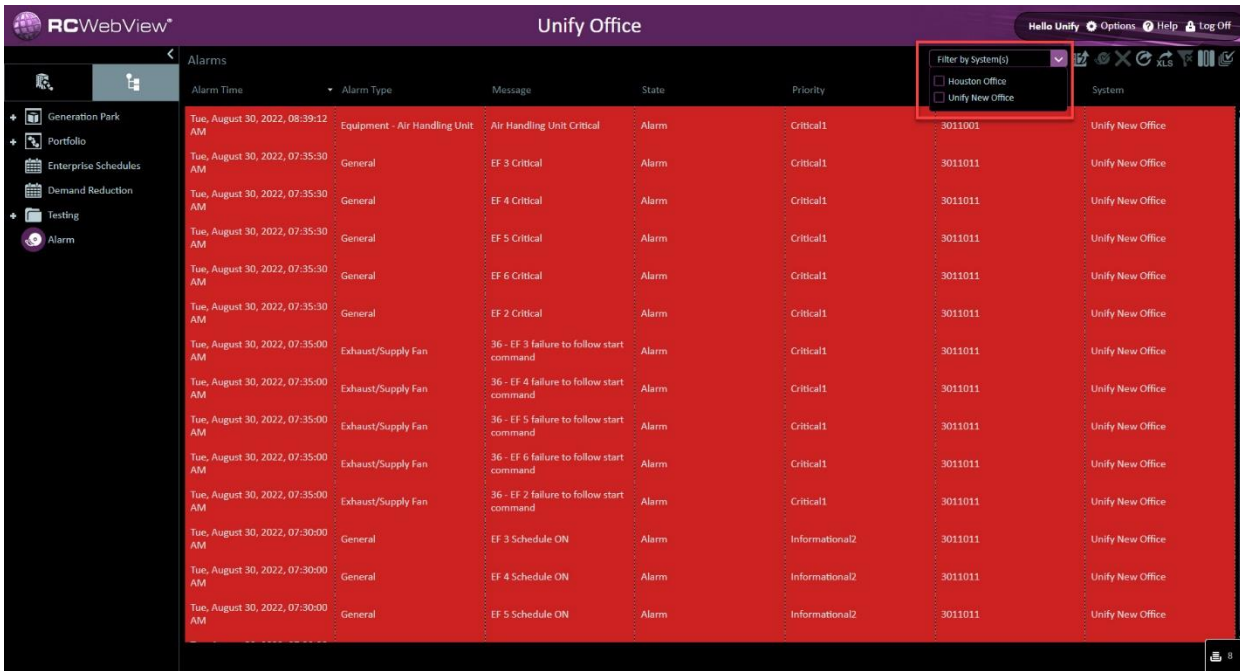 RCWebView®
Unify Office
Hello Unify Options Help Log Off
Alarms
Filter by System(s)
XLS
Houston Office
Unify New Office
Alarm Time Alarm Type Message State Priority System
Generation Park
Portfolio
Enterprise Schedules
Demand Reduction
Testing
Alarm
Tue, August 30, 2022, 08:39:12 AM Equipment - Air Handling Unit Air Handling Unit Critical Alarm Critical1 3011001 Unify New Office
Tue, August 30, 2022, 07:35:30 AM General EF 3 Critical Alarm Critical1 3011011 Unify New Office
Tue, August 30, 2022, 07:35:30 AM General EF 4 Critical Alarm Critical1 3011011 Unify New Office
Tue, August 30, 2022, 07:35:30 AM General EF 5 Critical Alarm Critical1 3011011 Unify New Office
Tue, August 30, 2022, 07:35:30 AM General EF 6 Critical Alarm Critical1 3011011 Unify New Office
Tue, August 30, 2022, 07:35:30 AM General EF 2 Critical Alarm Critical1 3011011 Unify New Office
Tue, August 30, 2022, 07:35:00 AM Exhaust/Supply Fan 36 - EF 3 failure to follow start command Alarm Critical1 3011011 Unify New Office
Tue, August 30, 2022, 07:35:00 AM Exhaust/Supply Fan 36 - EF 4 failure to follow start command Alarm Critical1 3011011 Unify New Office
Tue, August 30, 2022, 07:35:00 AM Exhaust/Supply Fan 36 - EF 5 failure to follow start command Alarm Critical1 3011011 Unify New Office
Tue, August 30, 2022, 07:35:00 AM Exhaust/Supply Fan 36 - EF 6 failure to follow start command Alarm Critical1 3011011 Unify New Office
Tue, August 30, 2022, 07:35:00 AM Exhaust/Supply Fan 36 - EF 2 failure to follow start command Alarm Critical1 3011011 Unify New Office
Tue, August 30, 2022, 07:30:00 AM General EF 3 Schedule ON Alarm Informational2 3011011 Unify New Office
Tue, August 30, 2022, 07:30:00 AM General EF 4 Schedule ON Alarm Informational2 3011011 Unify New Office
Tue, August 30, 2022, 07:30:00 AM General EF 5 Schedule ON Alarm Informational2 3011011 Unify New Office
8